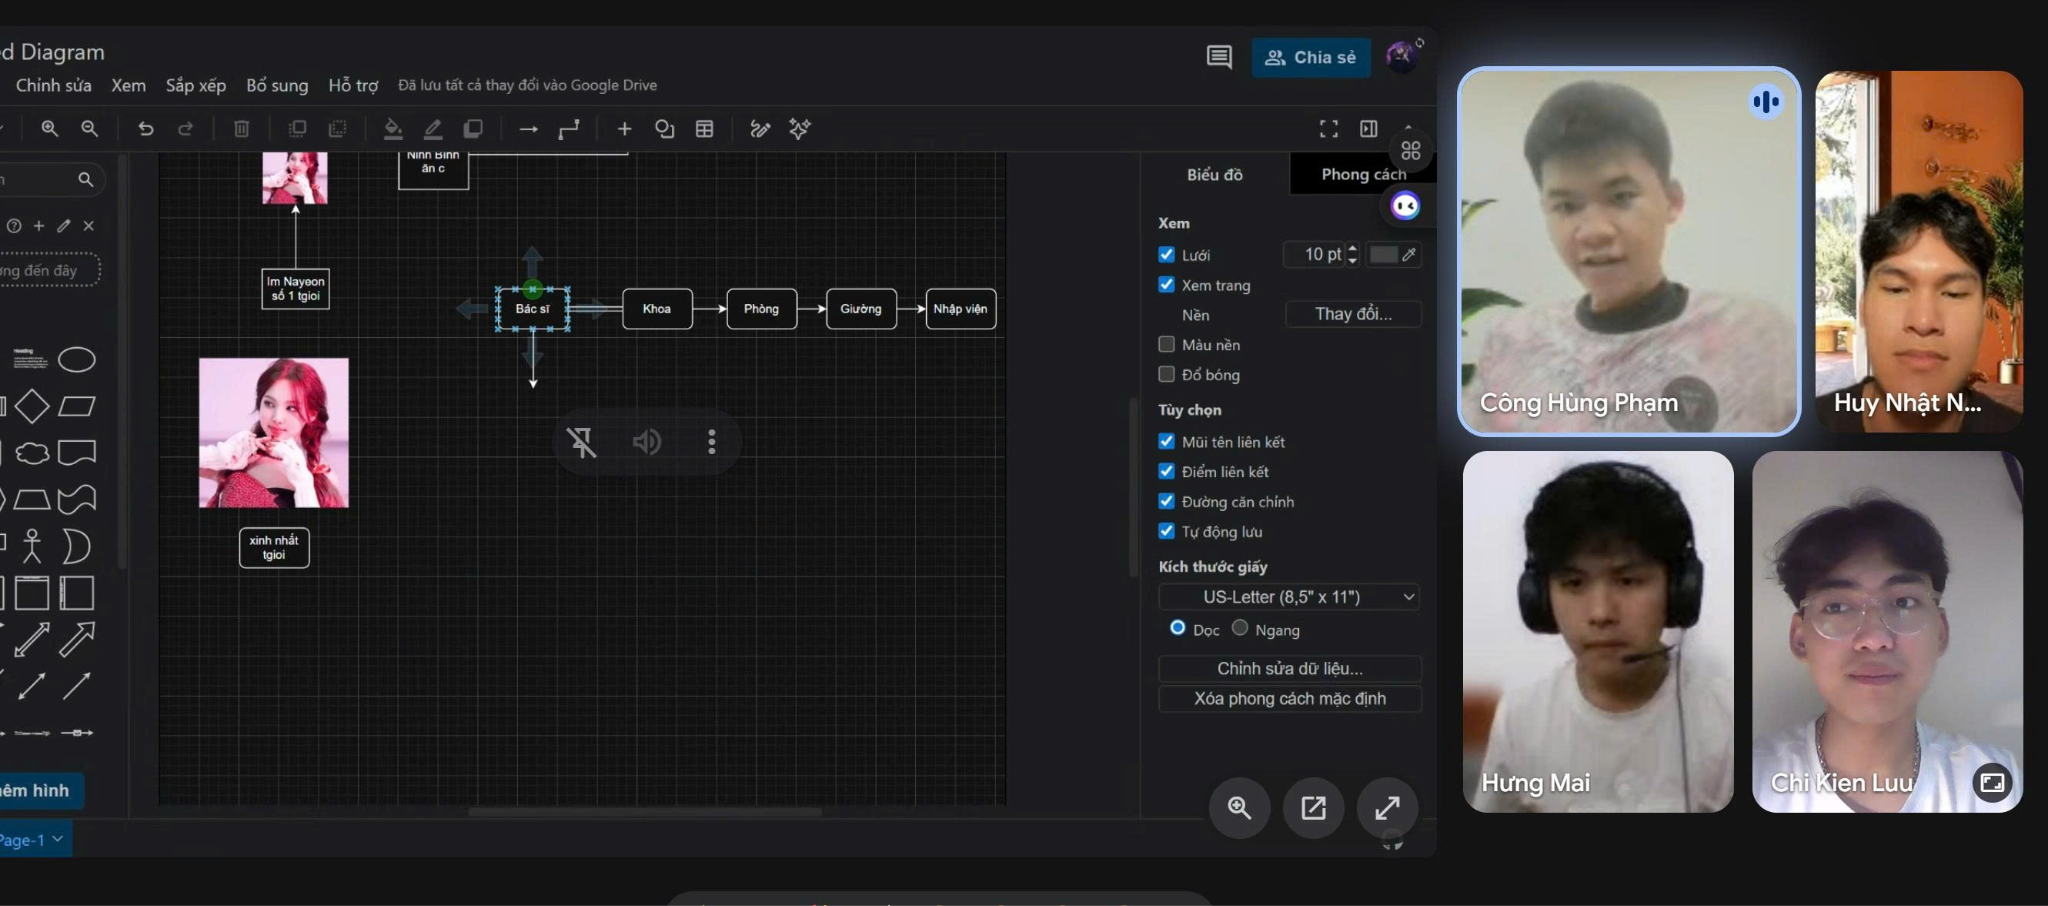 ed Diagram
Chia sẻ
Chỉnh sửa Xem Sắp xếp Bổ sung Hỗ trợ Đã lưu tất cả thay đổi vào Google Drive
Ninh Bình
ăn c
Im Nayeon
số 1 tgioi
ng đến đây
Heading
Bác sĩ
Khoa
Phòng
Giường
Nhập viện
xinh nhất
tgioi
êm hình
Page-1
Biểu đồ
Phong cách
Xem
Lưới
10 pt
Xem trang
Nền
Thay đổi...
Màu nền
Đổ bóng
Tùy chọn
Mũi tên liên kết
Điểm liên kết
Đường căn chỉnh
Tự động lưu
Kích thước giấy
US-Letter (8,5" x 11")
Dọc
Ngang
Chỉnh sửa dữ liệu...
Xóa phong cách mặc định
Công Hùng Phạm
Huy Nhật N...
Hưng Mai
Chi Kien Luu